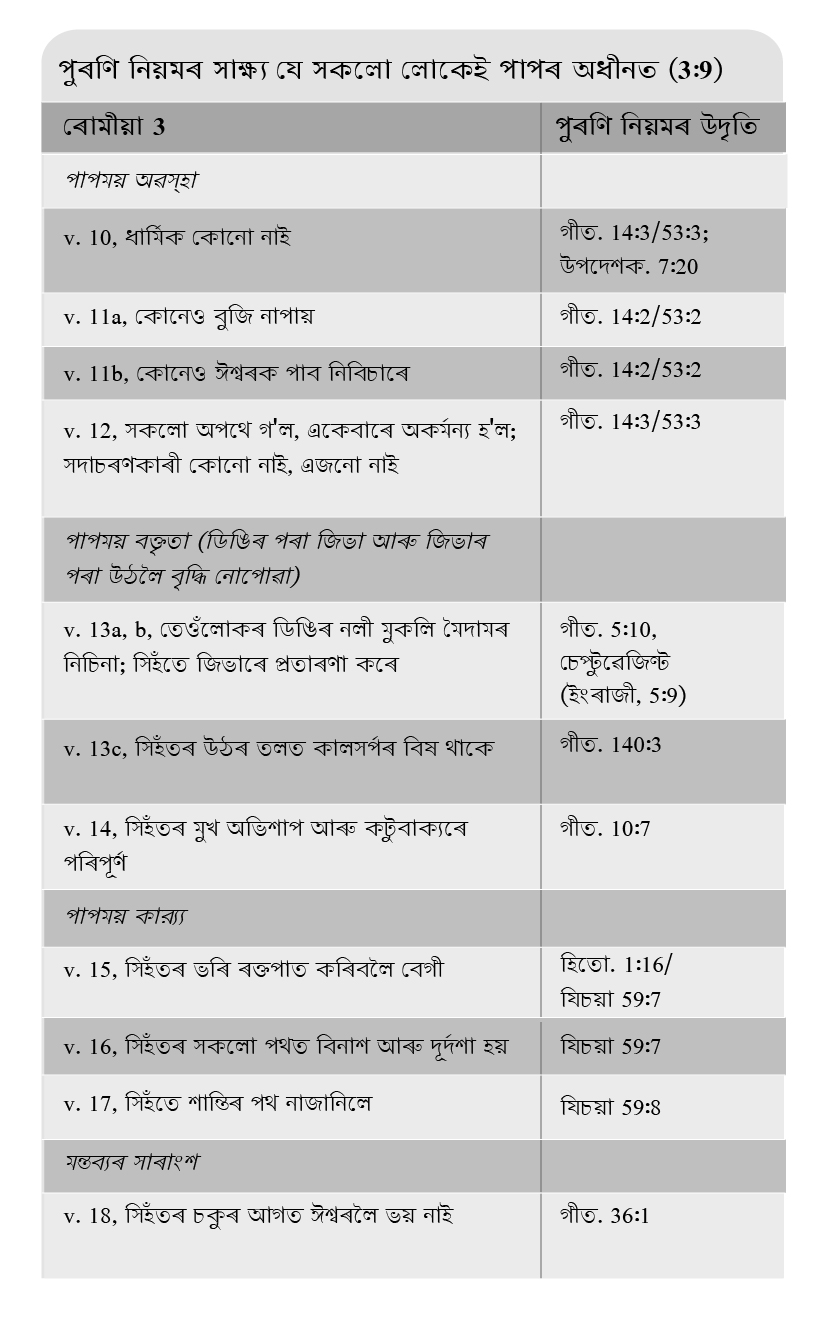 পুৰণি নিয়মৰ সাক্ষ্য যে সকলো লোকেই পাপৰ অধীনত (3:9)
ৰোমীয়া 3
পুৰণি নিয়মৰ উদৃতি
পাপময় অৱস্হা
v. 10, ধাৰ্মিক কোনো নাই
গীত. 14:3/53:3;
উপদেশক. 7:20
v. 11a, কোনেও বুজি নাপায়
গীত. 14:2/53:2
v. 11b, কোনেও ঈশ্বৰক পাব নিবিচাৰে
গীত. 14:2/53:2
v. 12, সকলো অপথে গ'ল, একেবাৰে অকৰ্মন্য হ'ল;
সদাচৰণকাৰী কোনো নাই, এজনো নাই
গীত. 14:3/53:3
পাপময় বক্তৃতা (ডিঙিৰ পৰা জিভা আৰু জিভাৰ
পৰা উঠলৈ বৃদ্ধি নোপোৱা)
v. 13a, b, তেওঁলোকৰ ডিঙিৰ নলী মুকলি মৈদামৰ
নিচিনা; সিহঁতে জিভাৰে প্ৰতাৰণা কৰে
গীত. 5:10,
চেপ্টুৱেজিণ্ট
(ইংৰাজী, 5:9)
v. 13c, সিহঁতৰ উঠৰ তলত কালসৰ্পৰ বিষ থাকে
গীত. 140:3
v. 14, সিহঁতৰ মুখ অভিশাপ আৰু কটুবাক্যৰে
পৰিপূৰ্ণ
গীত. 10:7
পাপময় কাৰ্য্য
v. 15, সিহঁতৰ ভৰি ৰক্তপাত কৰিবলৈ বেগী
হিতো. 1:16/
যিচয়া 59:7
v. 16, সিহঁতৰ সকলো পথত বিনাশ আৰু দূৰ্দশা হয়
যিচয়া 59:7
v. 17, সিহঁতে শান্তিৰ পথ নাজানিলে
যিচয়া 59:8
মন্তব্যৰ সাৰাংশ
v. 18, সিহঁতৰ চকুৰ আগত ঈশ্বৰলৈ ভয় নাই
গীত. 36:1